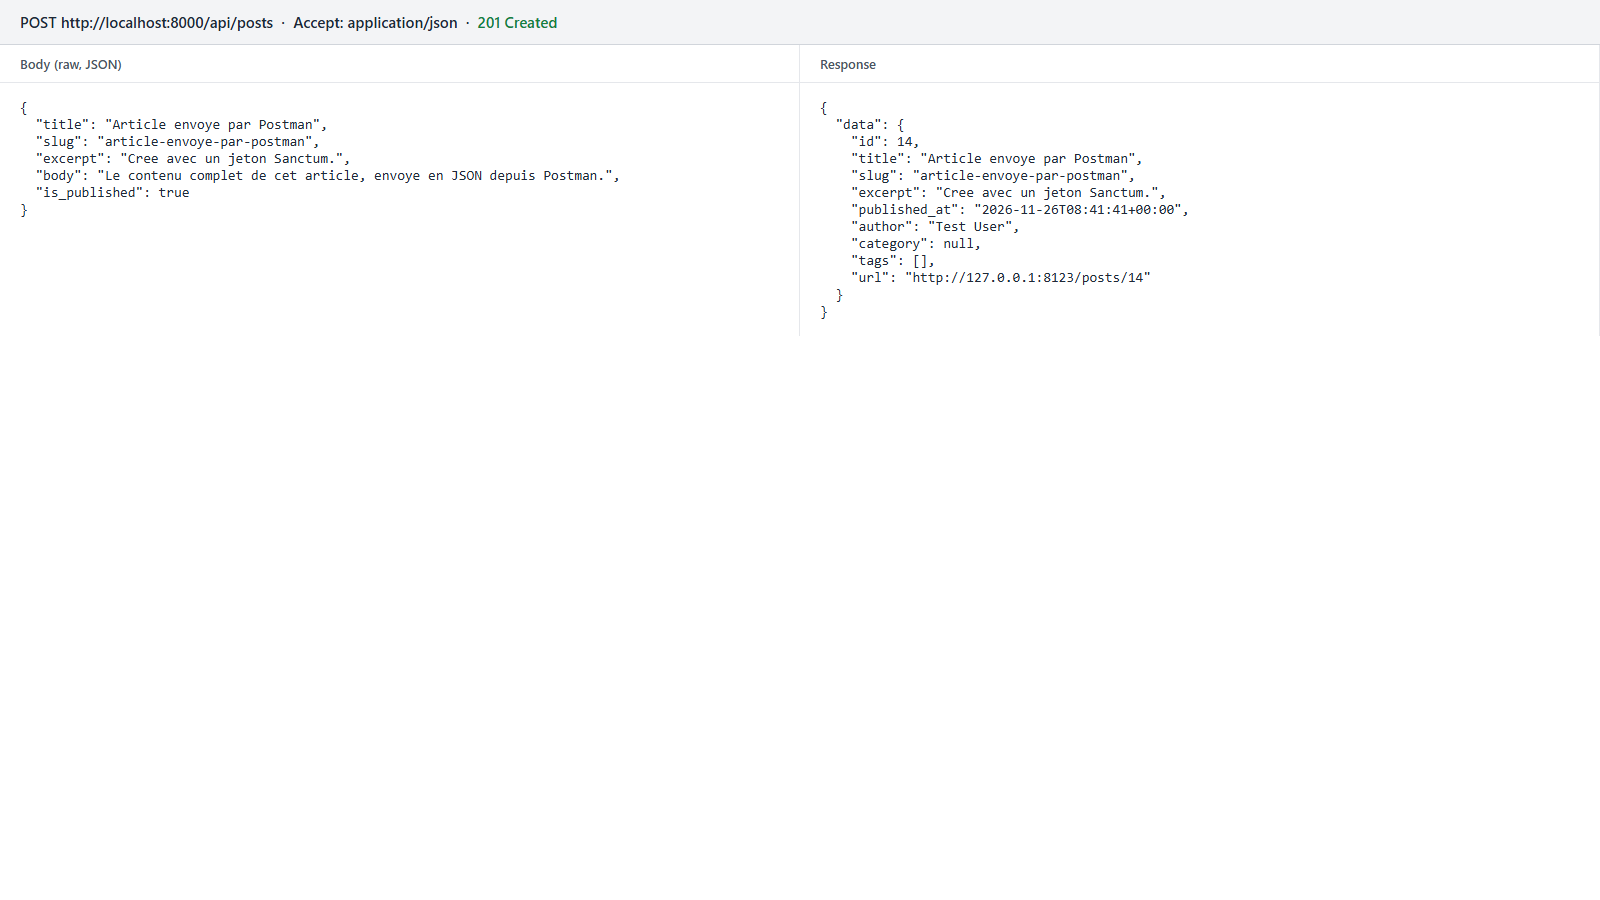 POST http://localhost:8000/api/posts · Accept: application/json · 201 Created
Body (raw, JSON)
{
  "title": "Article envoye par Postman",
  "slug": "article-envoye-par-postman",
  "excerpt": "Cree avec un jeton Sanctum.",
  "body": "Le contenu complet de cet article, envoye en JSON depuis Postman.",
  "is_published": true
}
Response
{
  "data": {
    "id": 14,
    "title": "Article envoye par Postman",
    "slug": "article-envoye-par-postman",
    "excerpt": "Cree avec un jeton Sanctum.",
    "published_at": "2026-11-26T08:41:41+00:00",
    "author": "Test User",
    "category": null,
    "tags": [],
    "url": "http://127.0.0.1:8123/posts/14"
  }
}